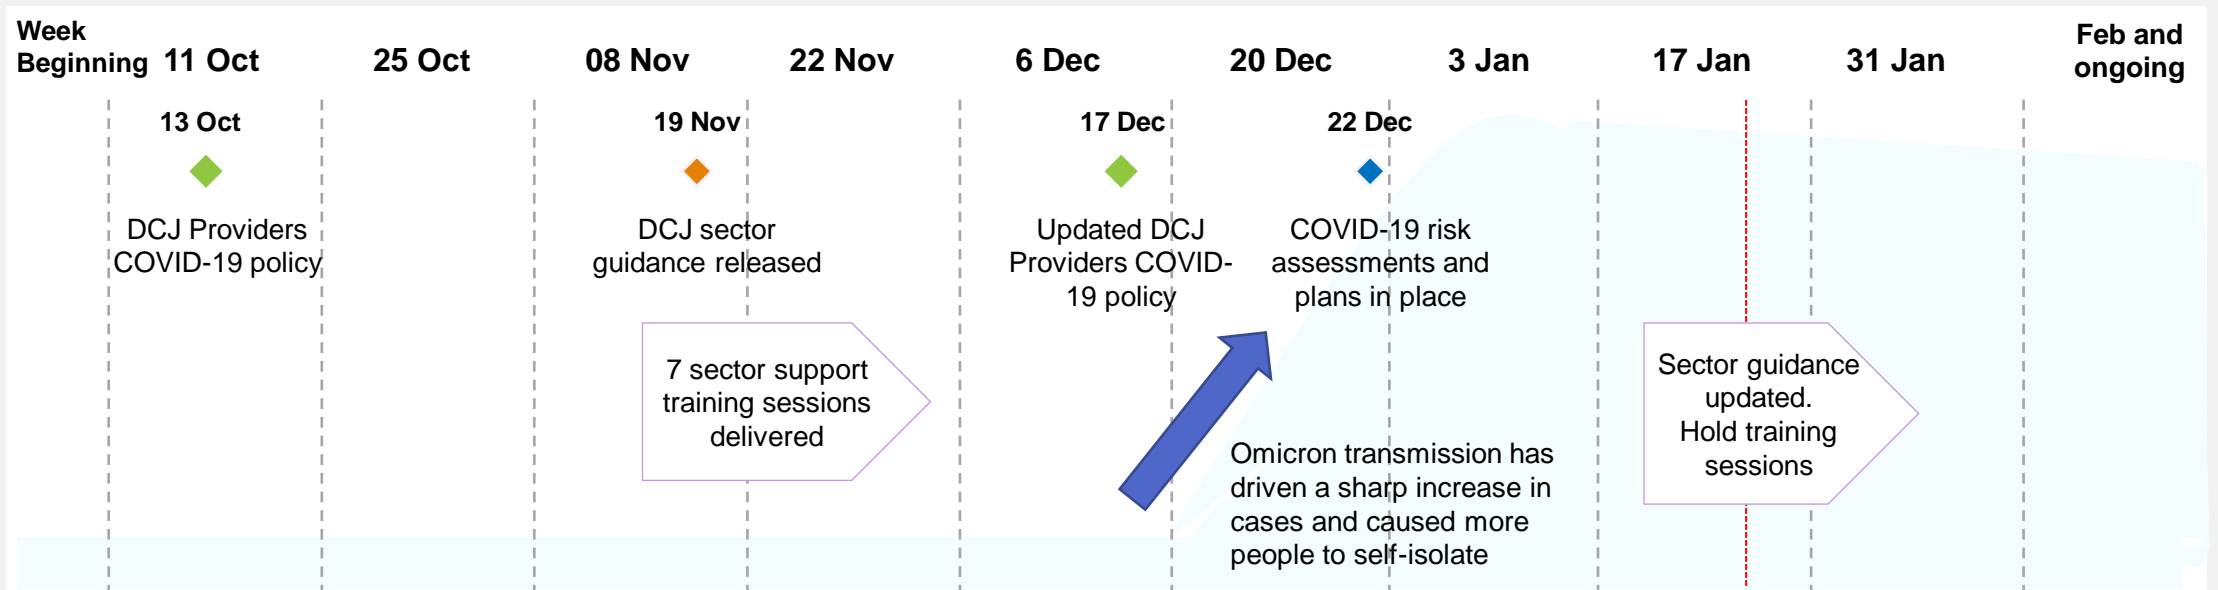 Week
Beginning
11 Oct
25 Oct
08 Nov
22 Nov
6 Dec
20 Dec
3 Jan
17 Jan
31 Jan
Feb and
ongoing
13 Oct
19 Nov
17 Dec
22 Dec
DCJ Providers
COVID-19 policy
DCJ sector
guidance released
Updated DCJ
Providers COVID-
19 policy
COVID-19 risk
assessments and
plans in place
7 sector support
training sessions
delivered
Omicron transmission has
driven a sharp increase in
cases and caused more
people to self-isolate
Sector guidance
updated.
Hold training
sessions